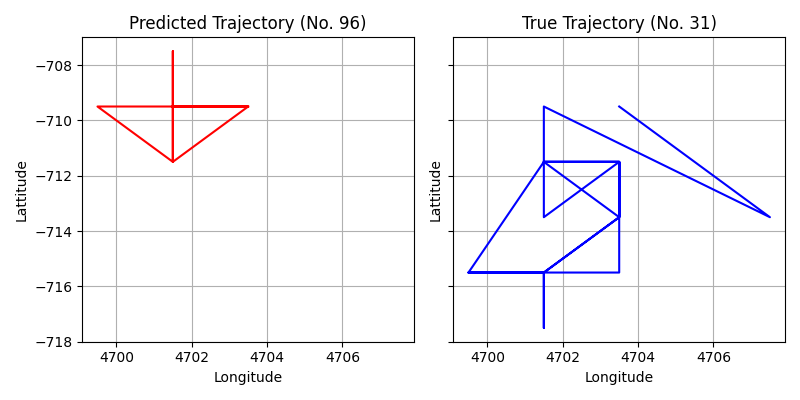 Predicted Trajectory (No. 96)
True Trajectory (No. 31)
Lattitude
−708
−710
−712
−714
−716
−718
4700 4702 4704 4706
Longitude
Lattitude
4700 4702 4704 4706
Longitude